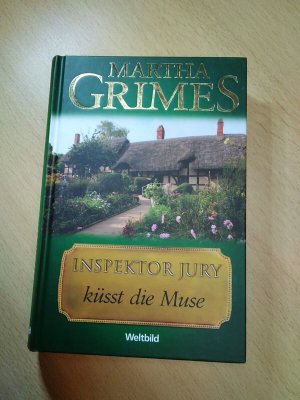 MARTHA
GRIMES
INSPEKTOR JURY
küsst die Muse
Weltbild